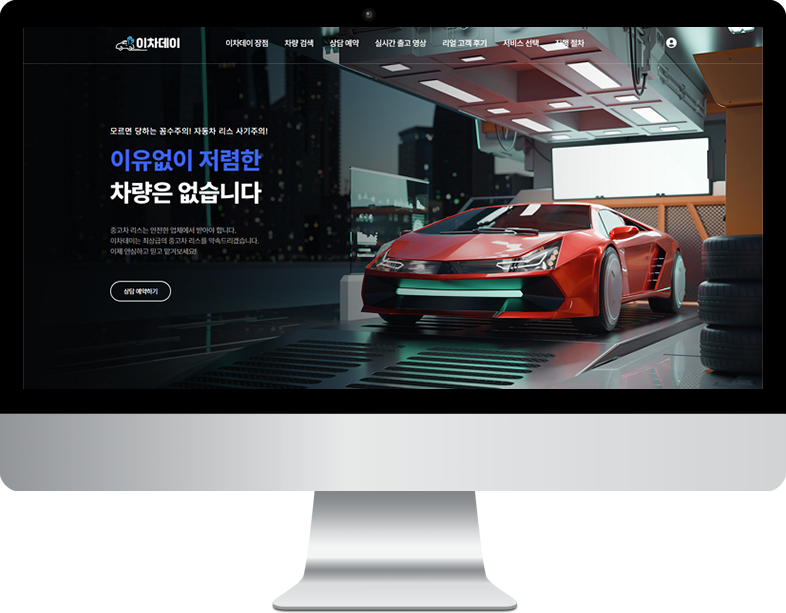 이차데이
이차데이 장점 차량 검색 상담 예약 실시간 출고 영상 리얼 고객 후기 서비스 선택 진행 절차
모르면 당하는 꼼수주의! 자동차 리스 사기주의!
이유없이 저렴한
차량은 없습니다
중고차 리스는 안전한 업체에서 받아야 합니다.
이차데이는 최상급의 중고차 리스를 약속드리겠습니다.
이제 안심하고 믿고 맡겨보세요!
상담 예약하기